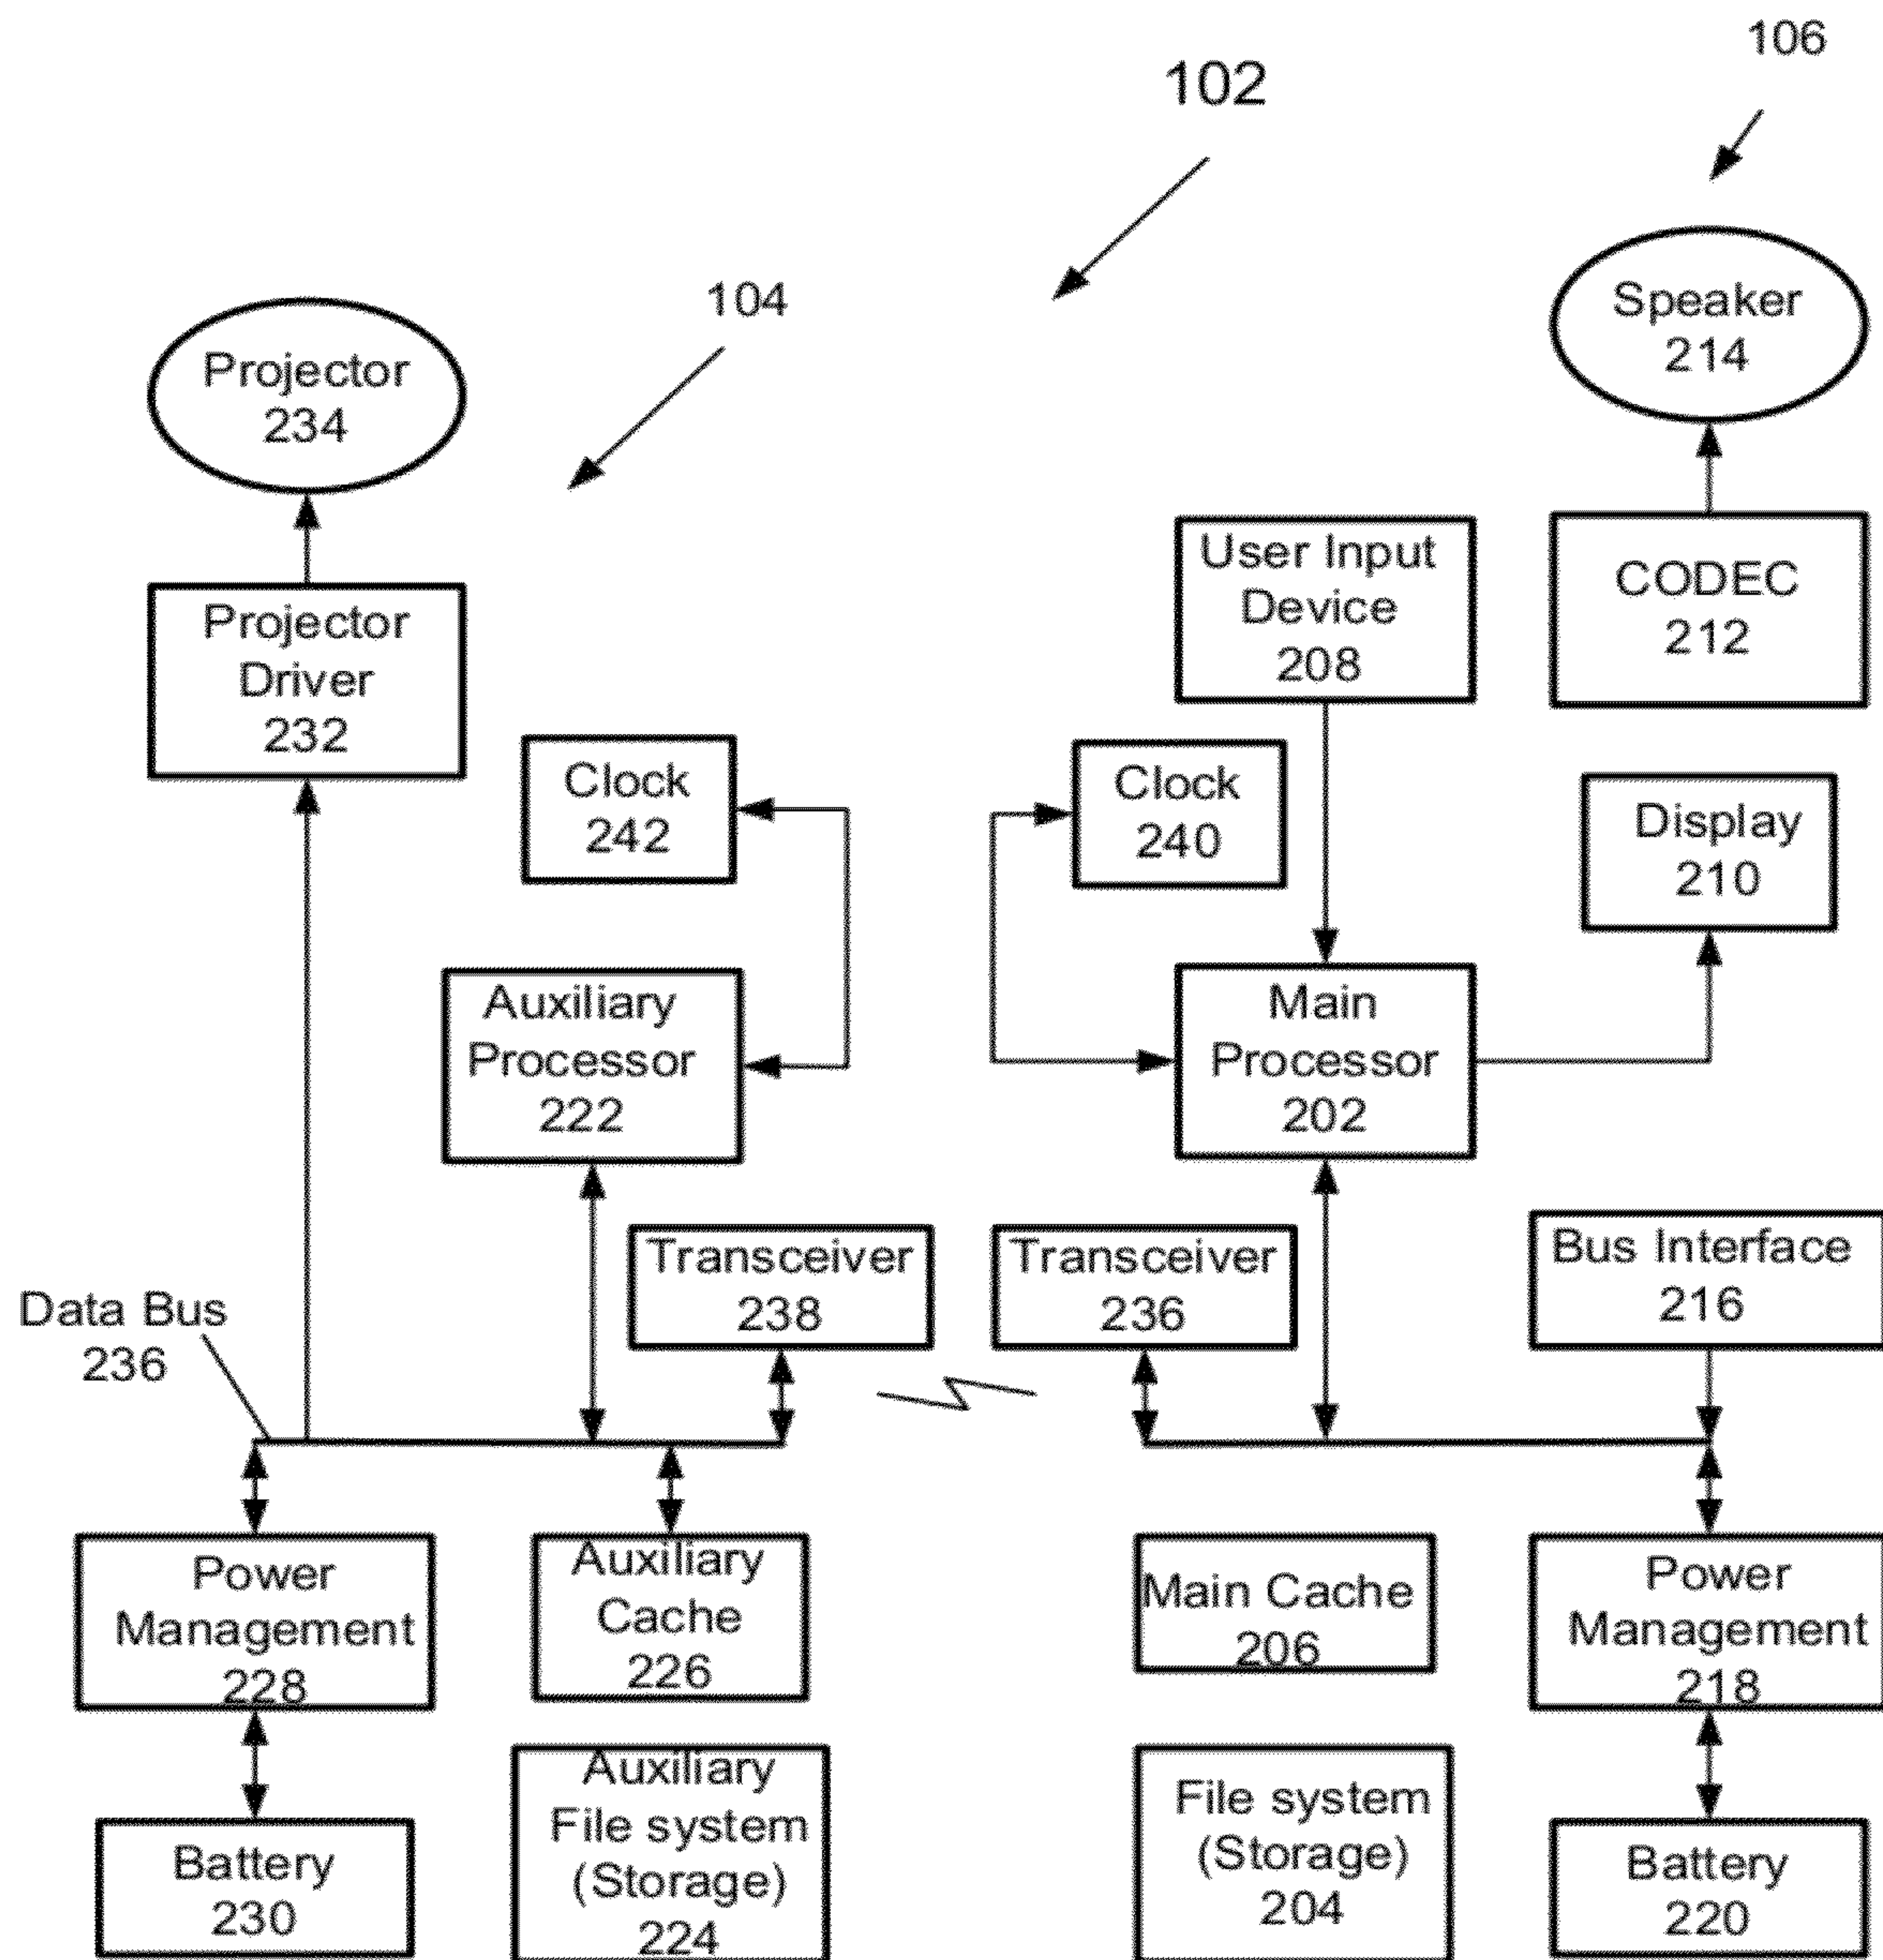 106
102
104
Speaker
214
Projector
234
User Input
Device
208
CODEC
212
Projector
Driver
232
Clock
242
Clock
240
Display
210
Auxiliary
Processor
222
Main
Processor
202
Transceiver
238
Transceiver
236
Bus Interface
216
Data Bus
236
Power
Management
228
Auxiliary
Cache
226
Main Cache
206
Power
Management
218
Battery
230
Auxiliary
File system
(Storage)
224
File system
(Storage)
204
Battery
220